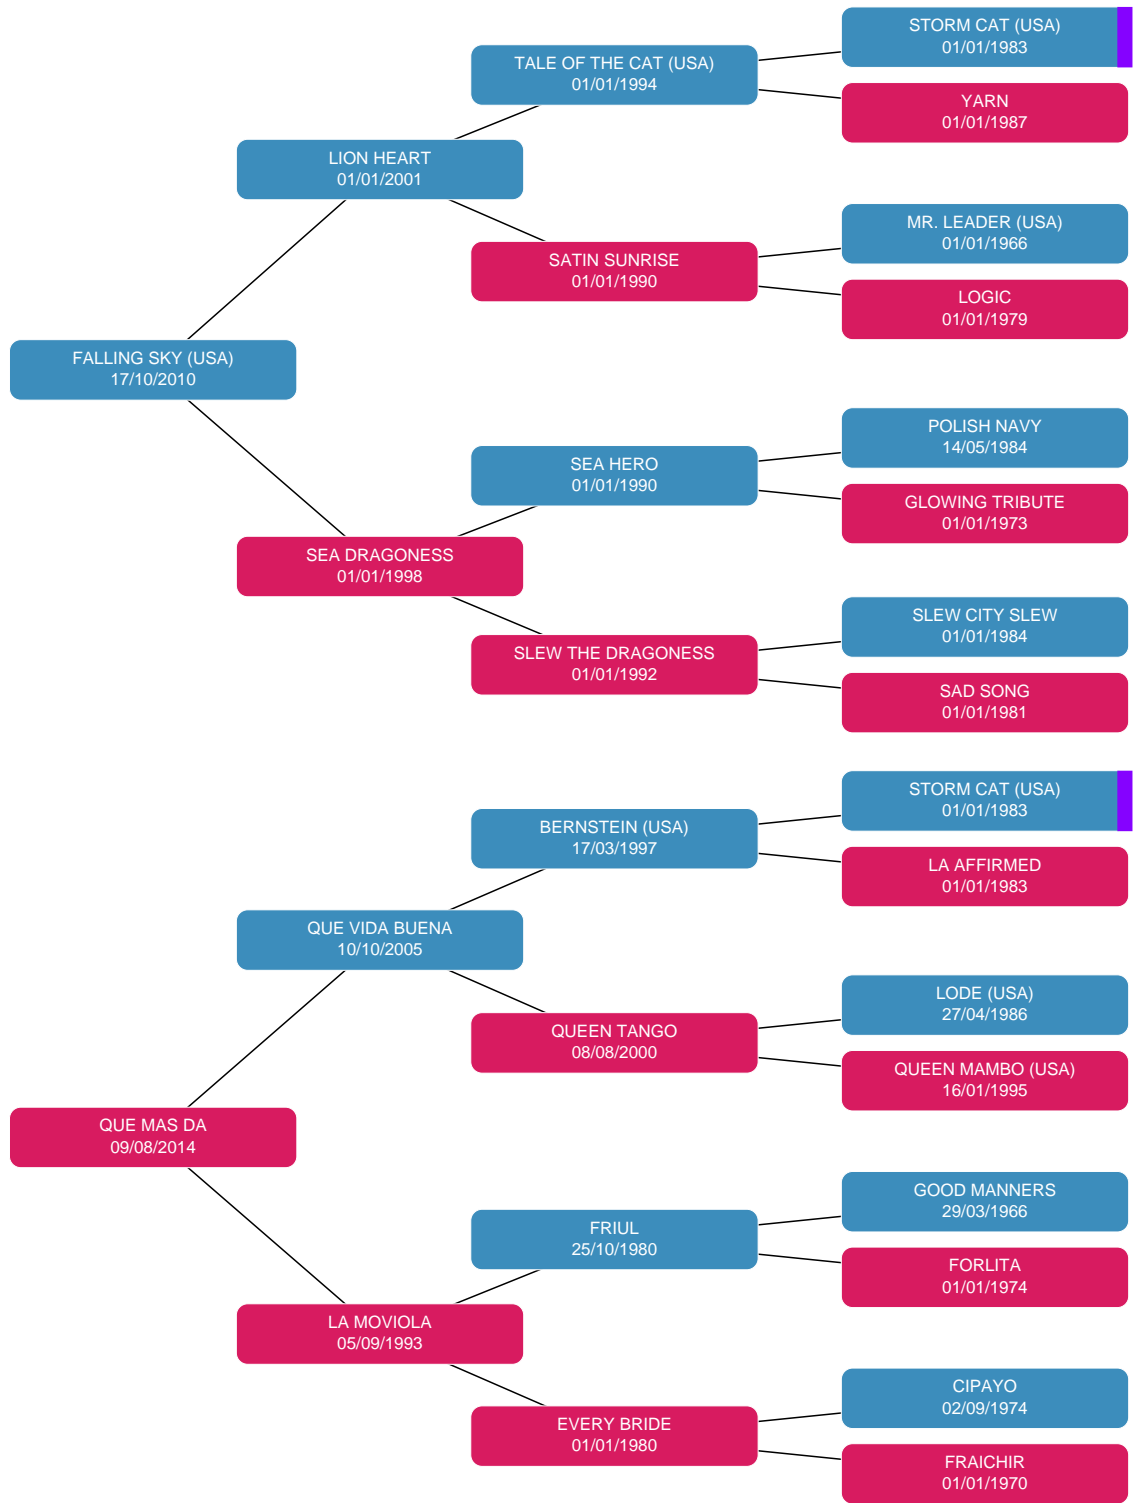 STORM CAT (USA)
01/01/1983
TALE OF THE CAT (USA)
01/01/1994
YARN
01/01/1987
LION HEART
01/01/2001
MR. LEADER (USA)
01/01/1966
SATIN SUNRISE
01/01/1990
LOGIC
01/01/1979
FALLING SKY (USA)
17/10/2010
POLISH NAVY
14/05/1984
SEA HERO
01/01/1990
GLOWING TRIBUTE
01/01/1973
SEA DRAGONESS
01/01/1998
SLEW CITY SLEW
01/01/1984
SLEW THE DRAGONESS
01/01/1992
SAD SONG
01/01/1981
STORM CAT (USA)
01/01/1983
BERNSTEIN (USA)
17/03/1997
LA AFFIRMED
01/01/1983
QUE VIDA BUENA
10/10/2005
LODE (USA)
27/04/1986
QUEEN TANGO
08/08/2000
QUEEN MAMBO (USA)
16/01/1995
QUE MAS DA
09/08/2014
GOOD MANNERS
29/03/1966
FRIUL
25/10/1980
FORLITA
01/01/1974
LA MOVIOLA
05/09/1993
CIPAYO
02/09/1974
EVERY BRIDE
01/01/1980
FRAICHIR
01/01/1970